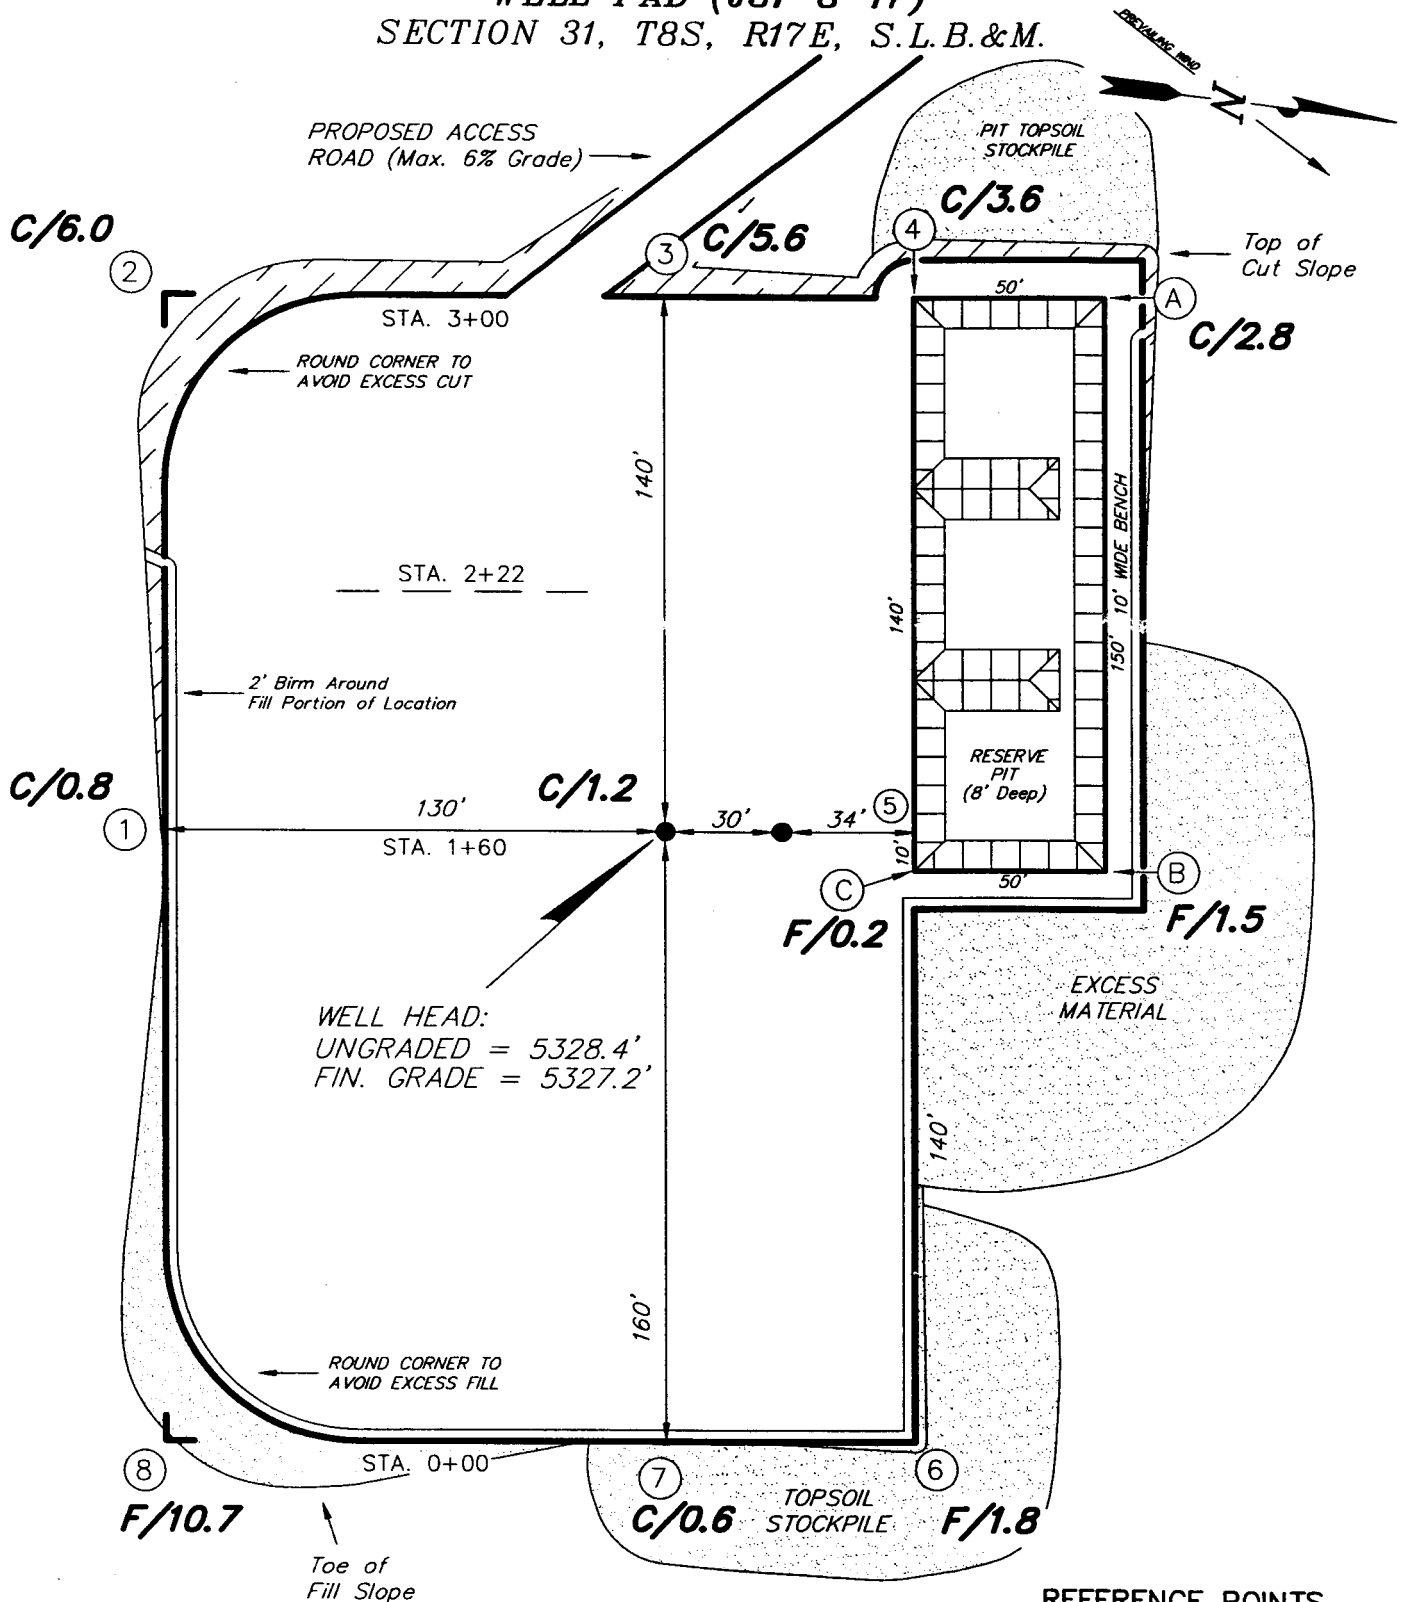 SECTION 31, T8S, R17E, S.L.B.&M.
PREVAILING WIND
N
PROPOSED ACCESS
ROAD (Max. 6% Grade)
PIT TOPSOIL
STOCKPILE
C/6.0
2
3
C/5.6
4
C/3.6
Top of
Cut Slope
STA. 3+00
50'
A
C/2.8
ROUND CORNER TO
AVOID EXCESS CUT
140'
STA. 2+22
140'
10' WIDE BENCH
150'
2' Birm Around
Fill Portion of Location
RESERVE
PIT
(8' Deep)
C/0.8
1
130'
STA. 1+60
C/1.2
30'
34'
5
10'
C
F/0.2
50'
B
F/1.5
EXCESS
MATERIAL
WELL HEAD:
UNGRADED = 5328.4'
FIN. GRADE = 5327.2'
140'
160'
ROUND CORNER TO
AVOID EXCESS FILL
STA. 0+00
8
F/10.7
7
C/0.6
TOPSOIL
STOCKPILE
6
F/1.8
Toe of
Fill Slope
REFERENCE POINTS